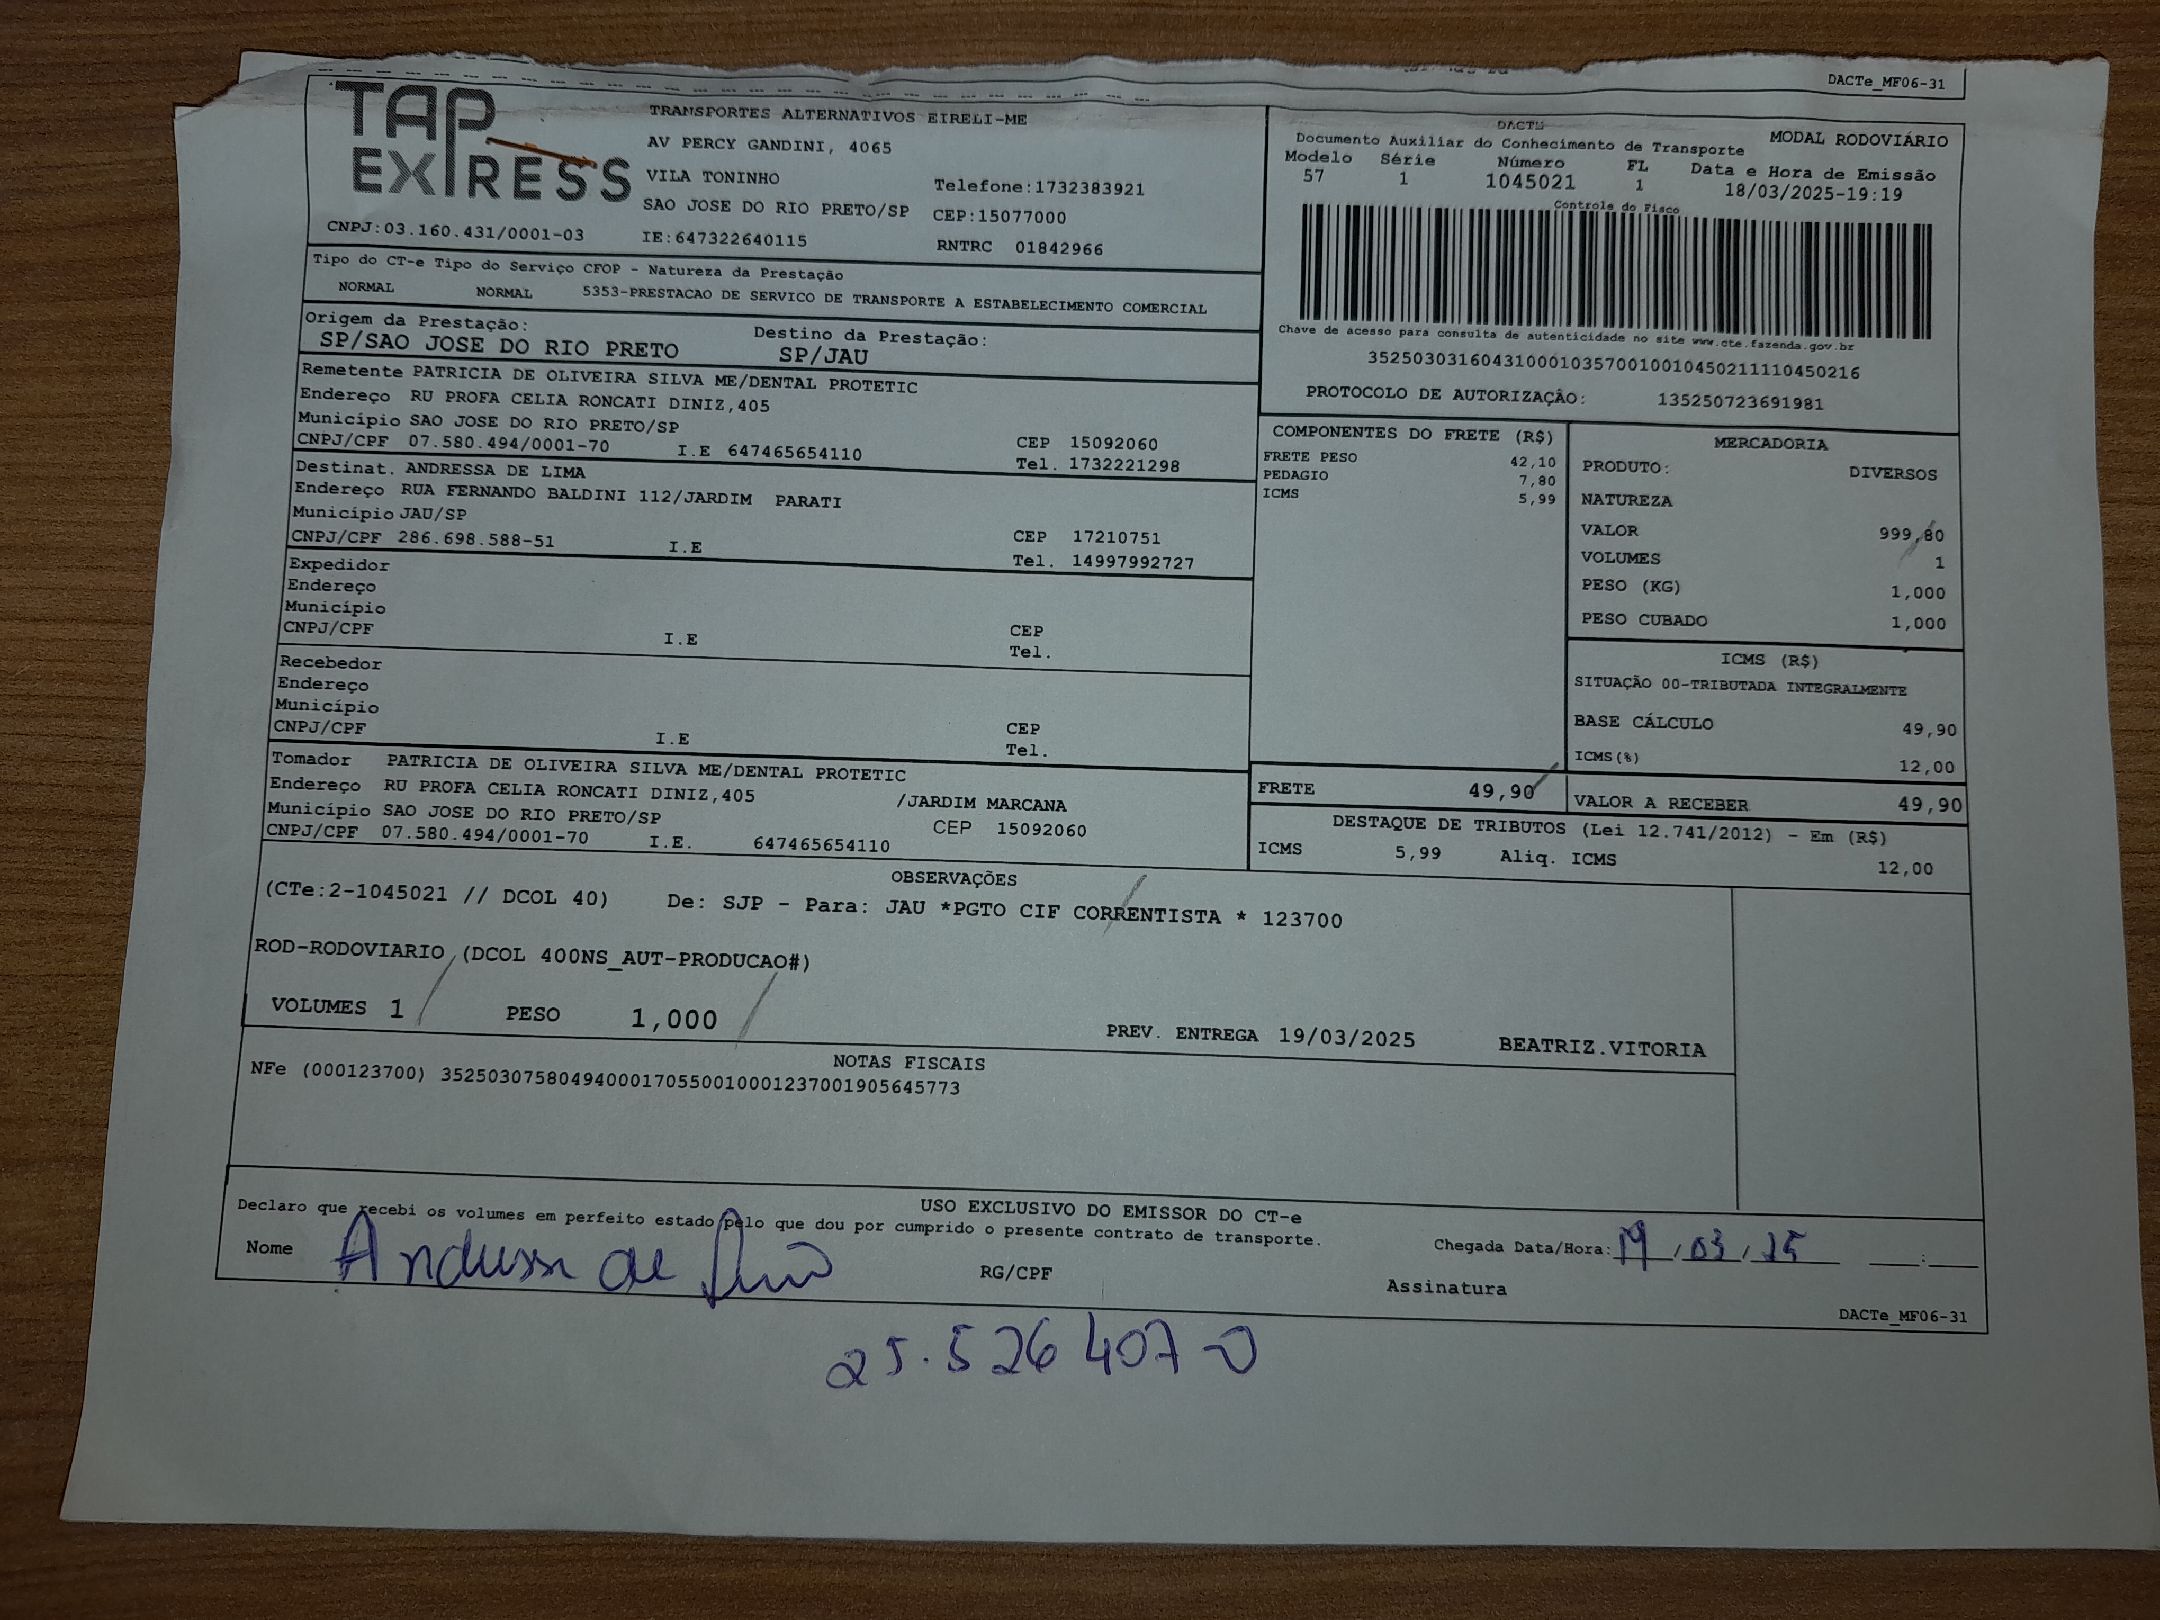 DACTe_MF06-31
TAP EXPRESS
TRANSPORTES ALTERNATIVOS EIRELI-ME
AV PERCY GANDINI, 4065
VILA TONINHO
Telefone:1732383921
SAO JOSE DO RIO PRETO/SP CEP:15077000
CNPJ:03.160.431/0001-03 IE:647322640115 RNTRC 01842966
DACTE MODAL RODOVIÁRIO
Documento Auxiliar do Conhecimento de Transporte
Modelo Série Número FL Data e Hora de Emissão
57 1 1045021 1 18/03/2025-19:19
Controle do Fisco
Chave de acesso para consulta de autenticidade no site www.cte.fazenda.gov.br
35250303160431000103570010010450211110450216
PROTOCOLO DE AUTORIZAÇÃO: 135250723691981
Tipo do CT-e Tipo do Serviço CFOP - Natureza da Prestação
NORMAL NORMAL 5353-PRESTACAO DE SERVICO DE TRANSPORTE A ESTABELECIMENTO COMERCIAL
Origem da Prestação: Destino da Prestação:
SP/SAO JOSE DO RIO PRETO SP/JAU
Remetente PATRICIA DE OLIVEIRA SILVA ME/DENTAL PROTETIC
Endereço RU PROFA CELIA RONCATI DINIZ,405
Município SAO JOSE DO RIO PRETO/SP CEP 15092060
CNPJ/CPF 07.580.494/0001-70 I.E 647465654110 Tel. 1732221298
Destinat. ANDRESSA DE LIMA
Endereço RUA FERNANDO BALDINI 112/JARDIM PARATI
Município JAU/SP CEP 17210751
CNPJ/CPF 286.698.588-51 I.E Tel. 14997992727
Expedidor
Endereço
Município CEP
CNPJ/CPF I.E Tel.
Recebedor
Endereço
Município CEP
CNPJ/CPF I.E Tel.
Tomador PATRICIA DE OLIVEIRA SILVA ME/DENTAL PROTETIC
Endereço RU PROFA CELIA RONCATI DINIZ,405 /JARDIM MARCANA
Município SAO JOSE DO RIO PRETO/SP CEP 15092060
CNPJ/CPF 07.580.494/0001-70 I.E. 647465654110
COMPONENTES DO FRETE (R$)
FRETE PESO 42,10
PEDAGIO 7,80
ICMS 5,99
MERCADORIA
PRODUTO: DIVERSOS
NATUREZA
VALOR 999,80
VOLUMES 1
PESO (KG) 1,000
PESO CUBADO 1,000
ICMS (R$)
SITUAÇÃO 00-TRIBUTADA INTEGRALMENTE
BASE CÁLCULO 49,90
ICMS(%) 12,00
FRETE 49,90 VALOR A RECEBER 49,90
DESTAQUE DE TRIBUTOS (Lei 12.741/2012) - Em (R$)
ICMS 5,99 Aliq. ICMS 12,00
OBSERVAÇÕES
(CTe:2-1045021 // DCOL 40) De: SJP - Para: JAU *PGTO CIF CORRENTISTA * 123700
ROD-RODOVIARIO (DCOL 400NS_AUT-PRODUCAO#)
VOLUMES 1 PESO 1,000 PREV. ENTREGA 19/03/2025 BEATRIZ.VITORIA
NOTAS FISCAIS
NFe (000123700) 35250307580494000170550010001237001905645773
USO EXCLUSIVO DO EMISSOR DO CT-e
Declaro que recebi os volumes em perfeito estado pelo que dou por cumprido o presente contrato de transporte.
Nome Andressa de Lima RG/CPF Assinatura
Chegada Data/Hora: 19/03/25 __:__
DACTe_MF06-31
25.526 407-0